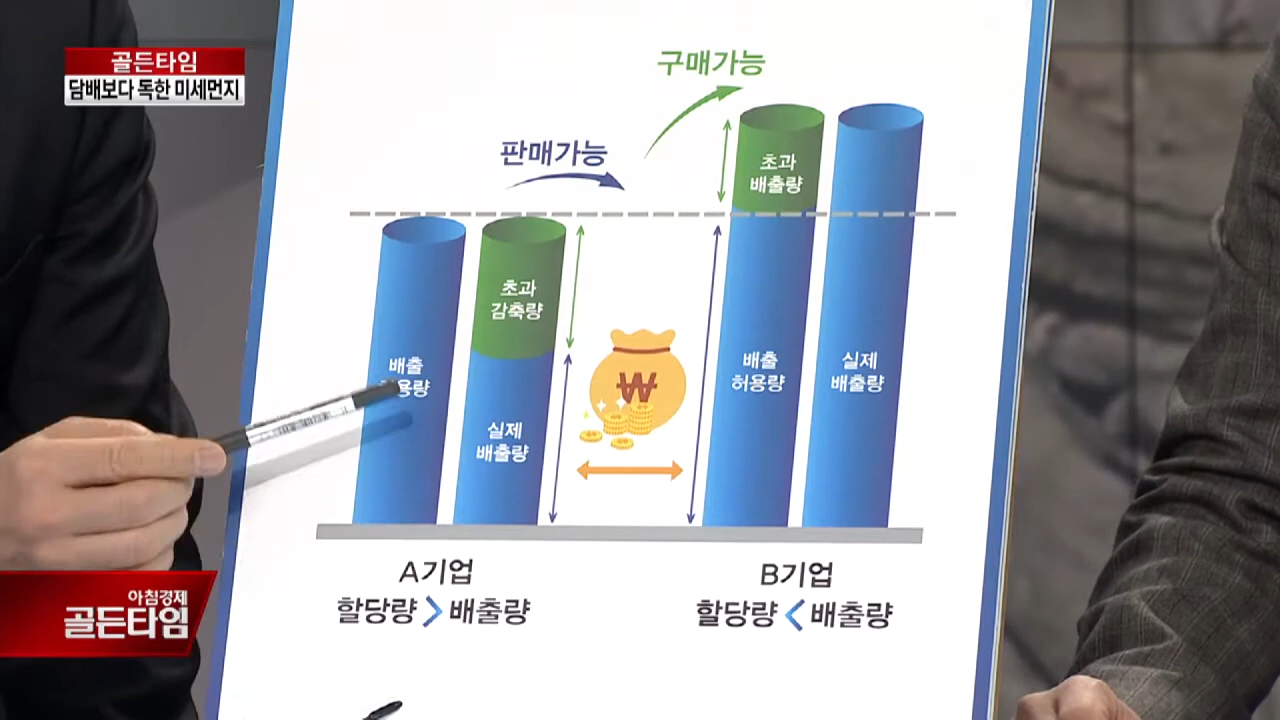 골든타임
담배보다 독한 미세먼지
구매가능
판매가능
초과
배출량
초과
감축량
배출
용량
실제
배출량
배출
허용량
실제
배출량
₩
A기업
할당량 > 배출량
B기업
할당량 < 배출량
아침경제
골든타임